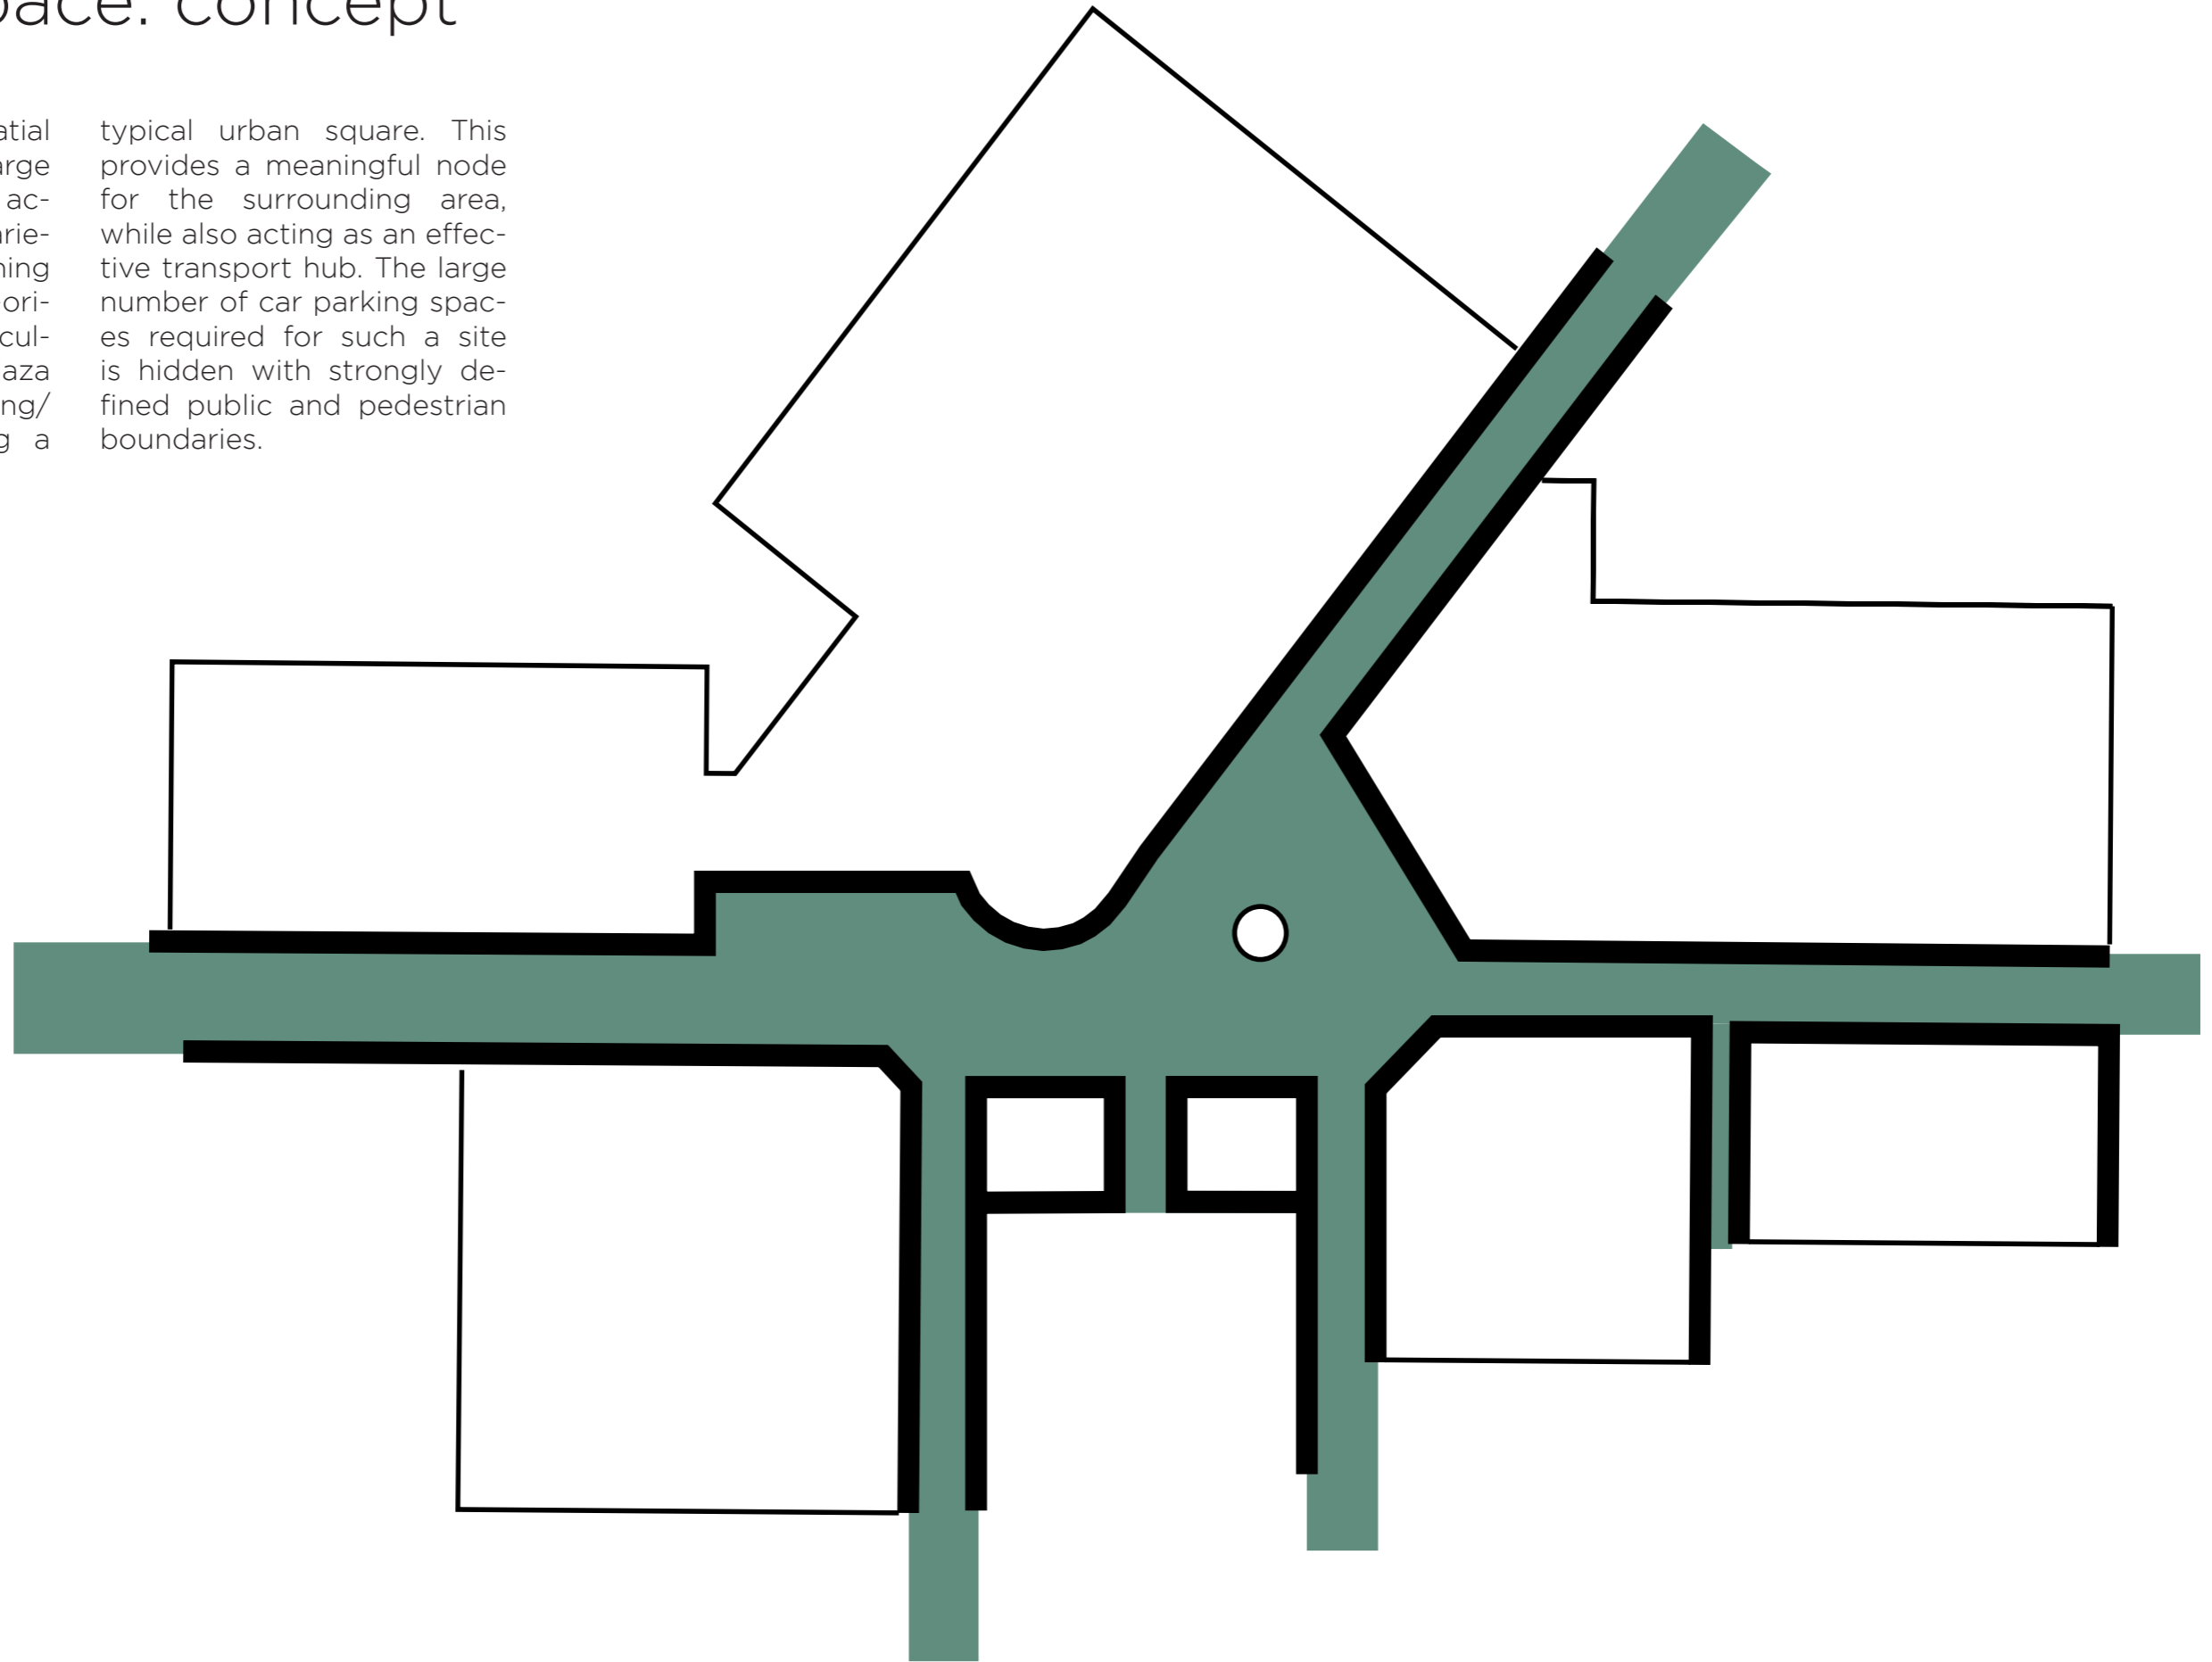 concept
typical urban square. This
provides a meaningful node
for the surrounding area,
while also acting as an effec-
tive transport hub. The large
number of car parking spac-
es required for such a site
is hidden with strongly de-
fined public and pedestrian
boundaries.